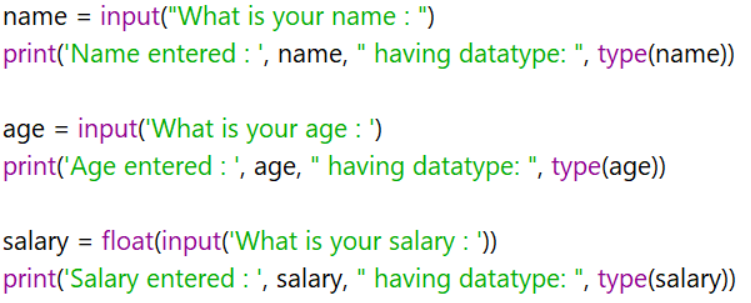 name = input("What is your name : ")
print('Name entered : ', name, " having datatype: ", type(name))
age = input('What is your age : ')
print('Age entered : ', age, " having datatype: ", type(age))
salary = float(input('What is your salary : '))
print('Salary entered : ', salary, " having datatype: ", type(salary))